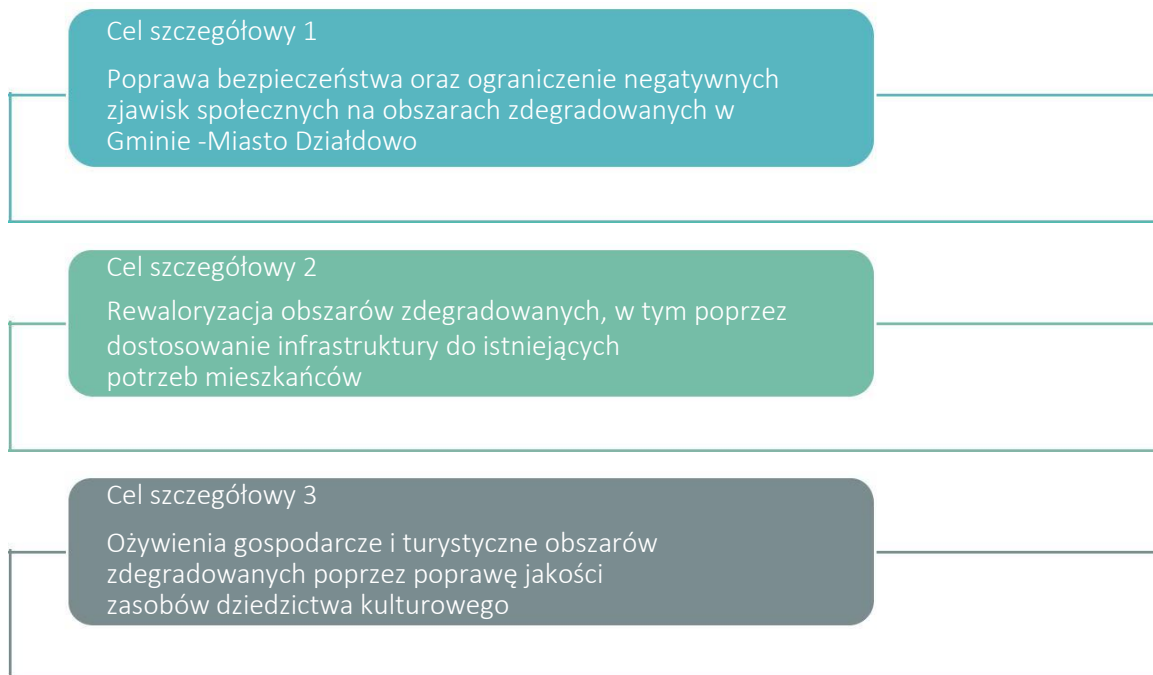 Cel szczegółowy 1
Poprawa bezpieczeństwa oraz ograniczenie negatywnych
zjawisk społecznych na obszarach zdegradowanych w
Gminie -Miasto Działdowo
Cel szczegółowy 2
Rewaloryzacja obszarów zdegradowanych, w tym poprzez
dostosowanie infrastruktury do istniejących
potrzeb mieszkańców
Cel szczegółowy 3
Ożywienia gospodarcze i turystyczne obszarów
zdegradowanych poprzez poprawę jakości
zasobów dziedzictwa kulturowego